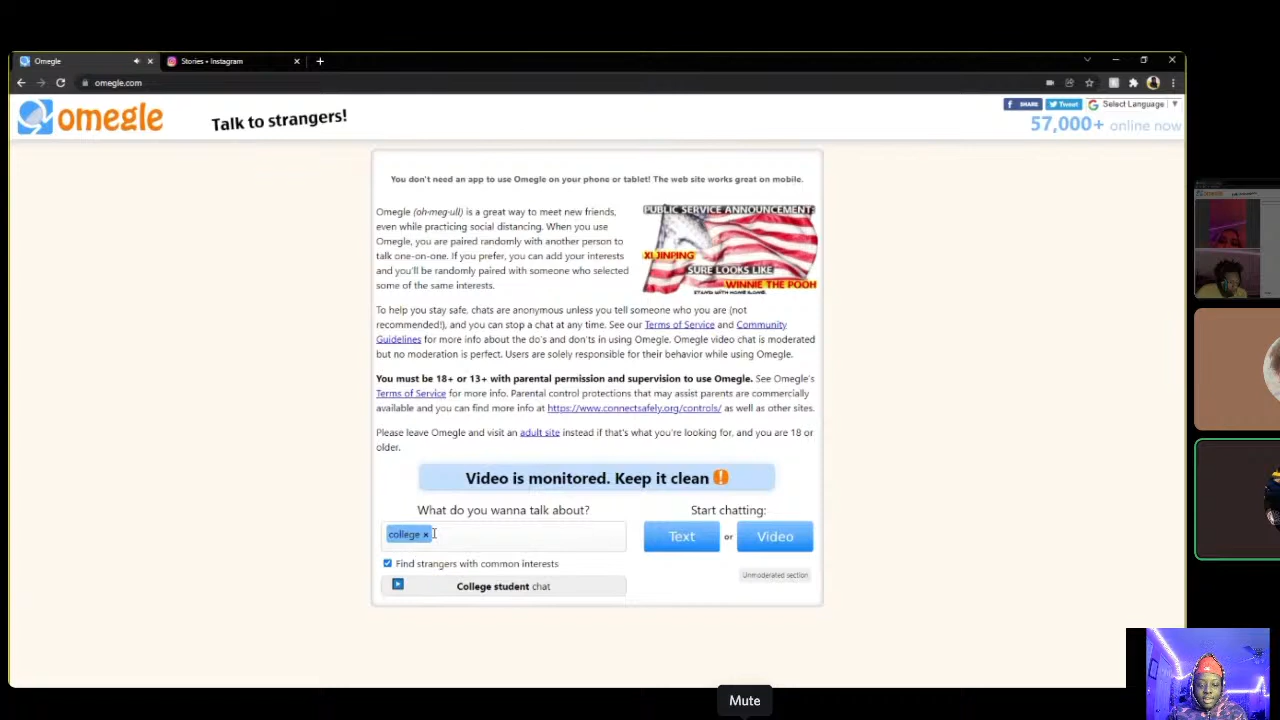 Omegle
Stories • Instagram
omegle.com
omegle
Talk to strangers!
SHARE
Tweet
Select Language
57,000+ online now
You don't need an app to use Omegle on your phone or tablet! The web site works great on mobile.
Omegle (oh·meg·ull) is a great way to meet new friends,
even while practicing social distancing. When you use
Omegle, you are paired randomly with another person to
talk one-on-one. If you prefer, you can add your interests
and you'll be randomly paired with someone who selected
some of the same interests.
PUBLIC SERVICE ANNOUNCEMENT:
XI JINPING
SURE LOOKS LIKE
WINNIE THE POOH
STAND WITH HONG KONG
To help you stay safe, chats are anonymous unless you tell someone who you are (not
recommended!), and you can stop a chat at any time. See our Terms of Service and Community
Guidelines for more info about the do's and don'ts in using Omegle. Omegle video chat is moderated
but no moderation is perfect. Users are solely responsible for their behavior while using Omegle.
You must be 18+ or 13+ with parental permission and supervision to use Omegle. See Omegle's
Terms of Service for more info. Parental control protections that may assist parents are commercially
available and you can find more info at https://www.connectsafely.org/controls/ as well as other sites.
Please leave Omegle and visit an adult site instead if that's what you're looking for, and you are 18 or
older.
Video is monitored. Keep it clean
What do you wanna talk about?
Start chatting:
college ×
Text or Video
Find strangers with common interests
Unmoderated section
College student chat
Mute